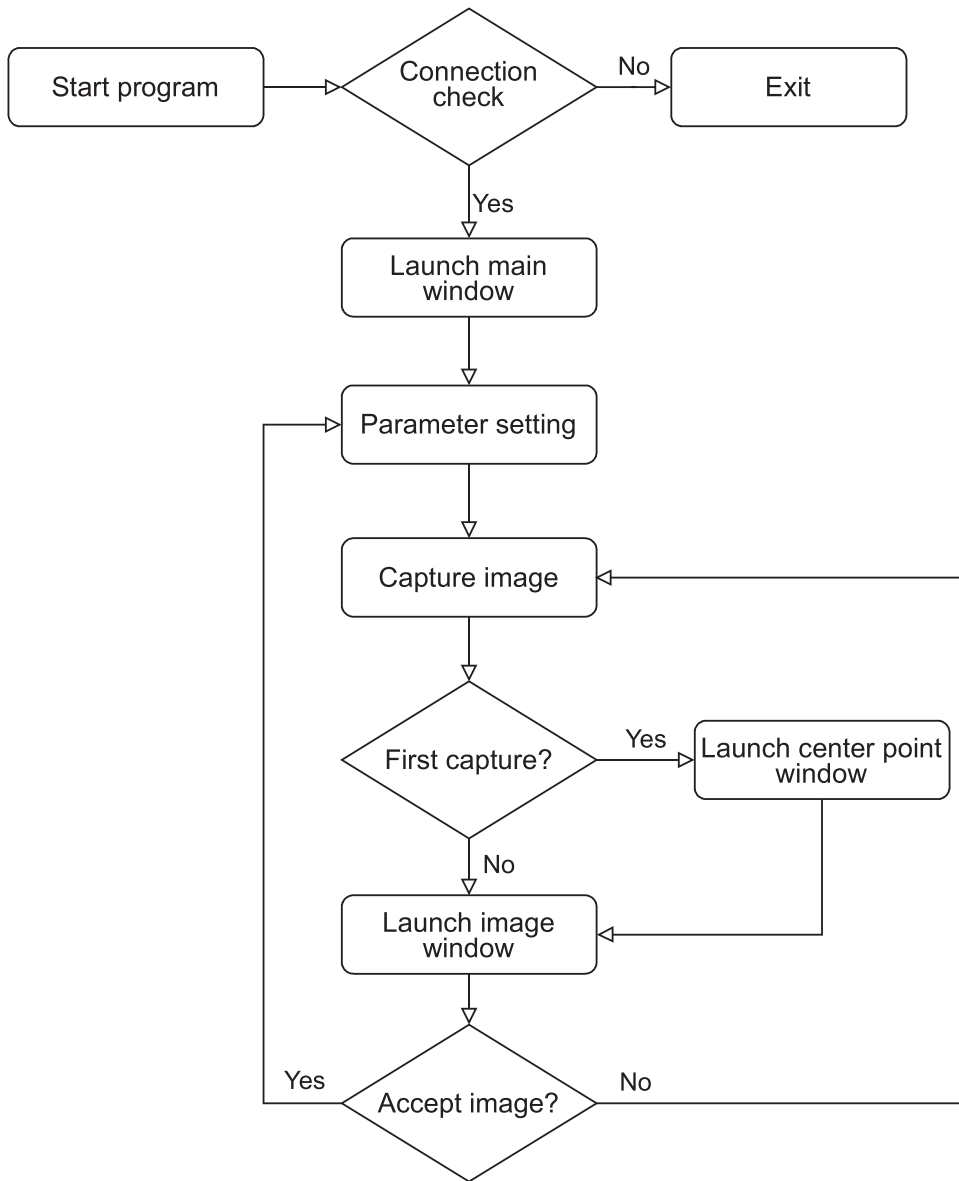 Start program
Connection
check
No
Exit
Yes
Launch main
window
Parameter setting
Capture image
First capture?
Yes
Launch center point
window
No
Launch image
window
Yes
Accept image?
No